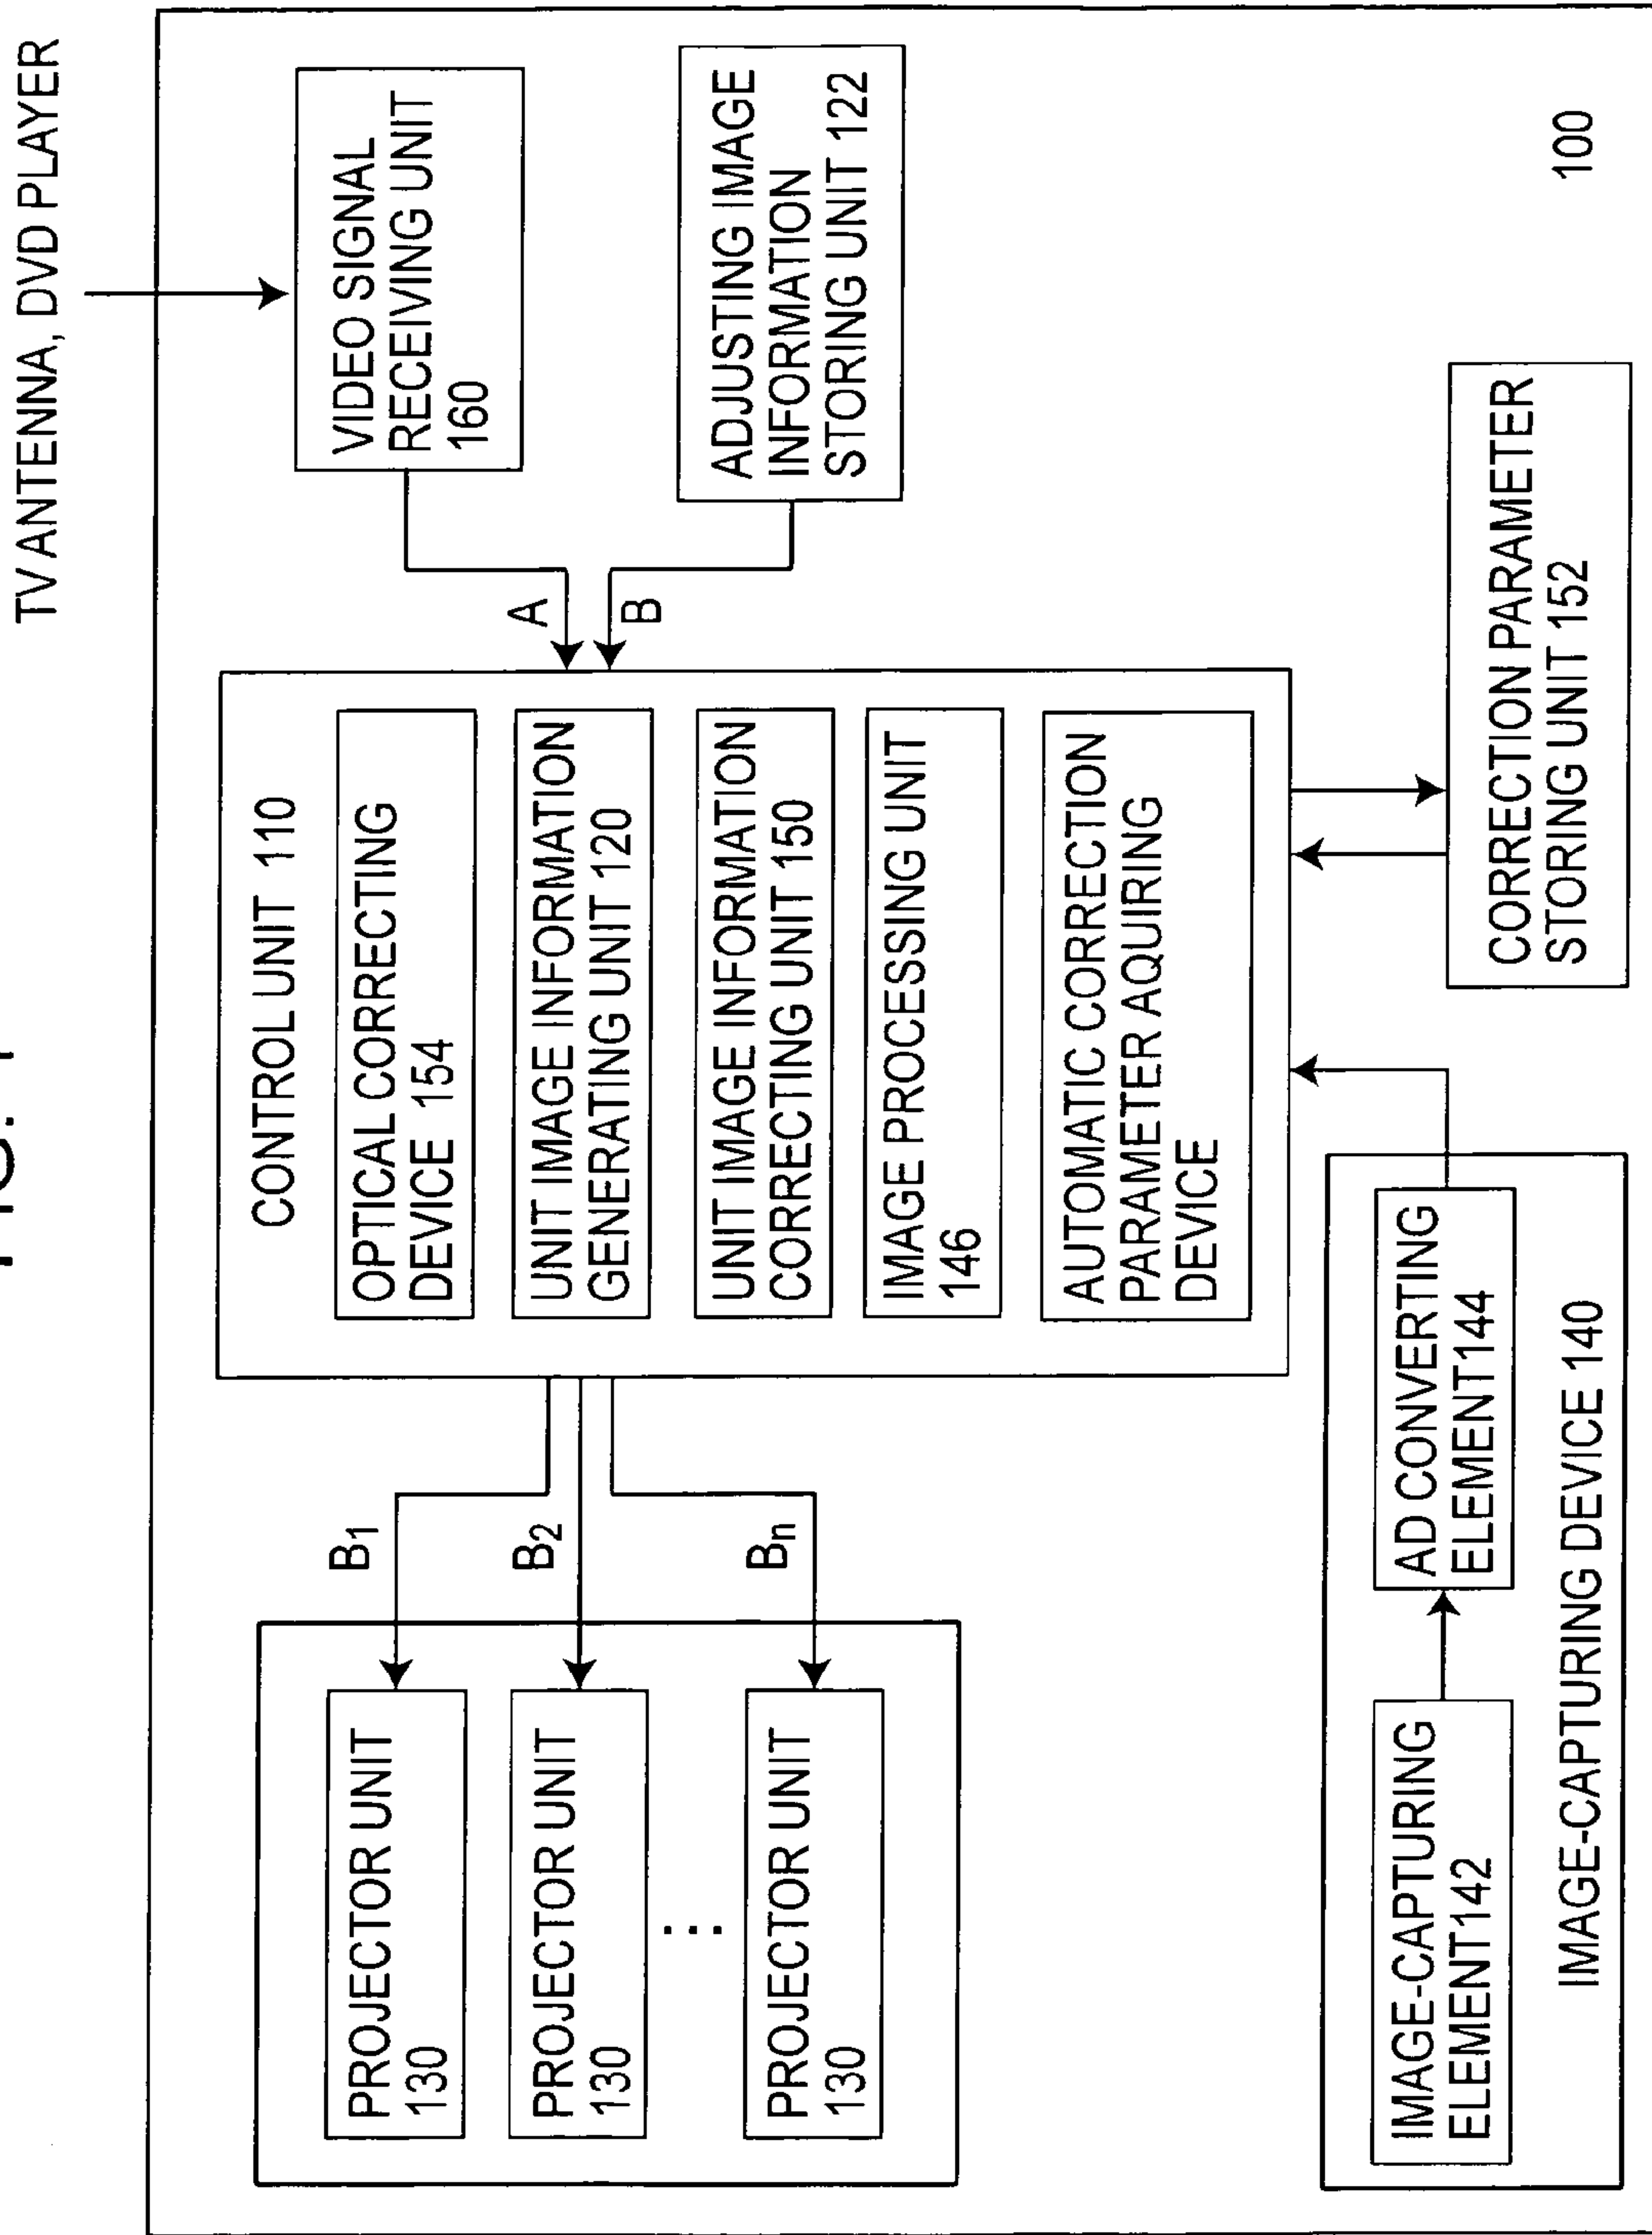 TV ANTENNA, DVD PLAYER
VIDEO SIGNAL
RECEIVING UNIT
160
ADJUSTING IMAGE
INFORMATION
STORING UNIT 122
A
B
CONTROL UNIT 110
OPTICAL CORRECTING
DEVICE 154
UNIT IMAGE INFORMATION
GENERATING UNIT 120
UNIT IMAGE INFORMATION
CORRECTING UNIT 150
IMAGE PROCESSING UNIT
146
AUTOMATIC CORRECTION
PARAMETER AQUIRING
DEVICE
B1
B2
Bn
PROJECTOR UNIT
130
PROJECTOR UNIT
130
...
PROJECTOR UNIT
130
CORRECTION PARAMETER
STORING UNIT 152
IMAGE-CAPTURING
ELEMENT142
AD CONVERTING
ELEMENT144
IMAGE-CAPTURING DEVICE 140
100